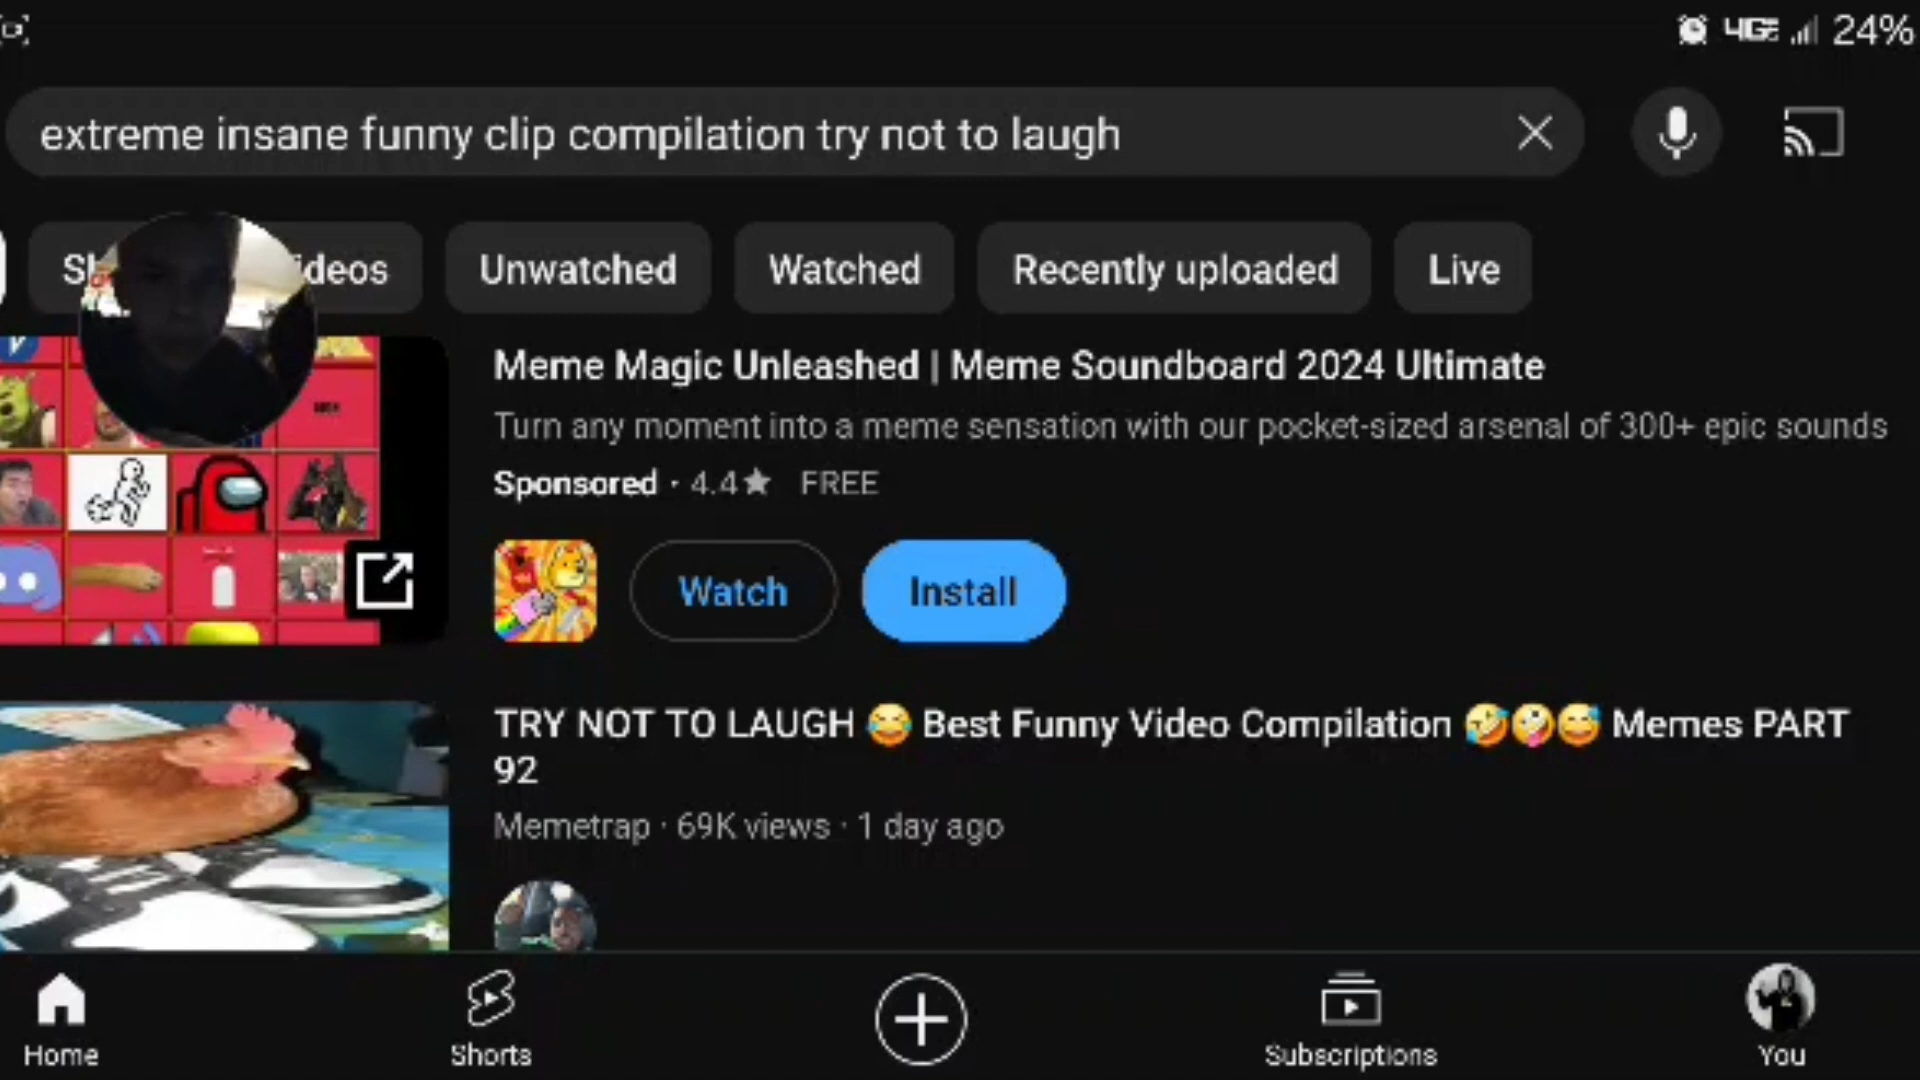 4GE 24%
extreme insane funny clip compilation try not to laugh
ideos Unwatched Watched Recently uploaded Live
Meme Magic Unleashed | Meme Soundboard 2024 Ultimate
Turn any moment into a meme sensation with our pocket-sized arsenal of 300+ epic sounds
Sponsored · 4.4★ FREE
Watch Install
TRY NOT TO LAUGH 😂 Best Funny Video Compilation 🤣🤪😅 Memes PART
92
Memetrap · 69K views · 1 day ago
Home Shorts Subscriptions You